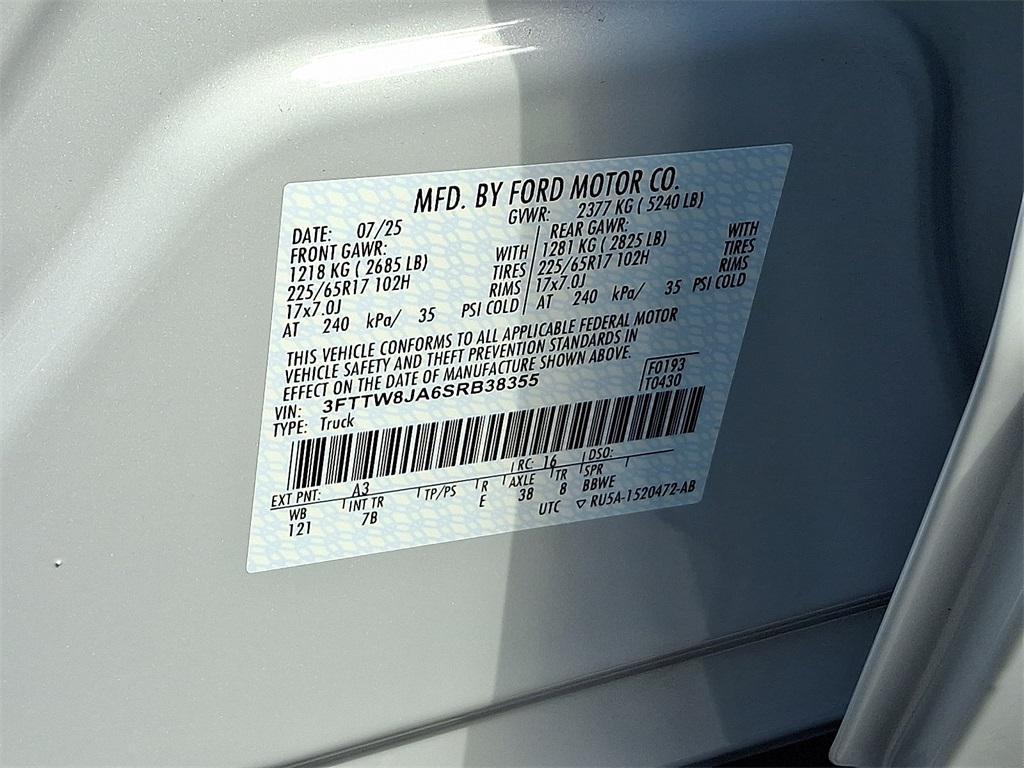 MFD. BY FORD MOTOR CO.
DATE: 07/25 GVWR: 2377 KG ( 5240 LB)
FRONT GAWR: WITH REAR GAWR: WITH
1218 KG ( 2685 LB) TIRES 1281 KG ( 2825 LB) TIRES
225/65R17 102H RIMS 225/65R17 102H RIMS
17x7.0J 17x7.0J
AT 240 kPa/ 35 PSI COLD AT 240 kPa/ 35 PSI COLD
THIS VEHICLE CONFORMS TO ALL APPLICABLE FEDERAL MOTOR
VEHICLE SAFETY AND THEFT PREVENTION STANDARDS IN
EFFECT ON THE DATE OF MANUFACTURE SHOWN ABOVE.
VIN: 3FTTW8JA6SRB38355 F0193
TYPE: Truck T0430
EXT PNT: A3 RC: 16 DSO:
WB INT TR TP/PS R AXLE TR SPR
121 7B E 38 8 BBWE
UTC ▽ RU5A-1520472-AB